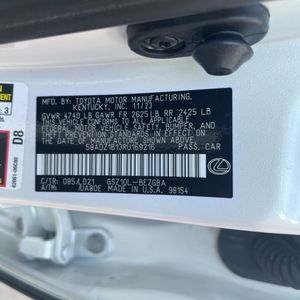 MFD. BY: TOYOTA MOTOR MANUFACTURING,
KENTUCKY, INC. 11/23
GVWR 4740 LB GAWR FR 2625 LB RR 2425 LB
THIS VEHICLE CONFORMS TO ALL APPLICABLE
FEDERAL MOTOR VEHICLE SAFETY, BUMPER,
AND THEFT PREVENTION STANDARDS IN EFFECT
ON THE DATE OF MANUFACTURE SHOWN ABOVE.
58ADZ1B13RU169216 PASS. CAR
C/TR: 085
LD21
GSZ10L-BEZGBA
A/TM:
/UA80E
MADE IN U.S.A. 98154
D8